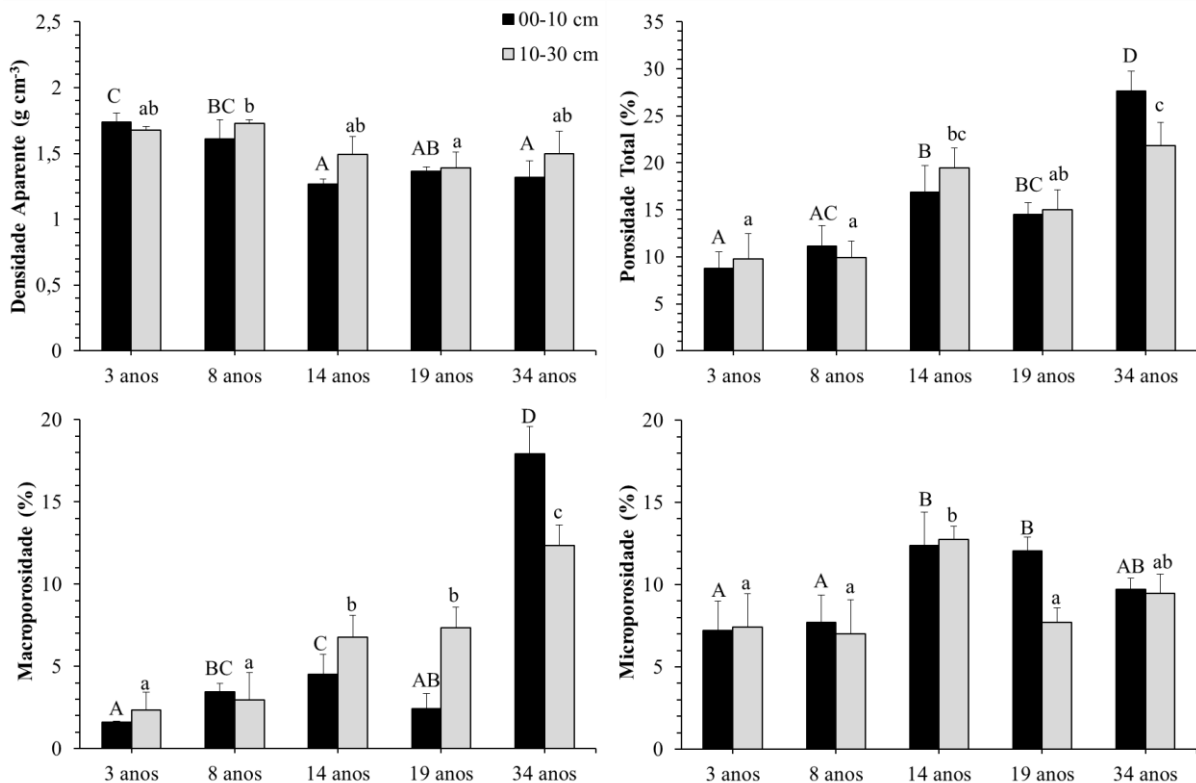 Densidade Aparente (g cm⁻³)
2,5
2
1,5
1
0,5
0
00-10 cm
10-30 cm
C
ab
BC
b
A
ab
AB
a
A
ab
3 anos
8 anos
14 anos
19 anos
34 anos
Porosidade Total (%)
35
30
25
20
15
10
5
0
A
a
AC
a
B
bc
BC
ab
D
c
3 anos
8 anos
14 anos
19 anos
34 anos
Macroporosidade (%)
20
15
10
5
0
A
a
BC
a
C
b
AB
b
D
c
3 anos
8 anos
14 anos
19 anos
34 anos
Microporosidade (%)
20
15
10
5
0
A
a
A
a
B
b
B
a
AB
ab
3 anos
8 anos
14 anos
19 anos
34 anos